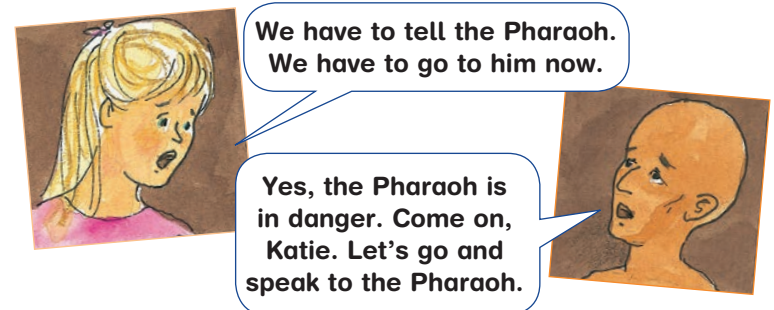 We have to tell the Pharaoh.
We have to go to him now.
Yes, the Pharaoh is
in danger. Come on,
Katie. Let's go and
speak to the Pharaoh.